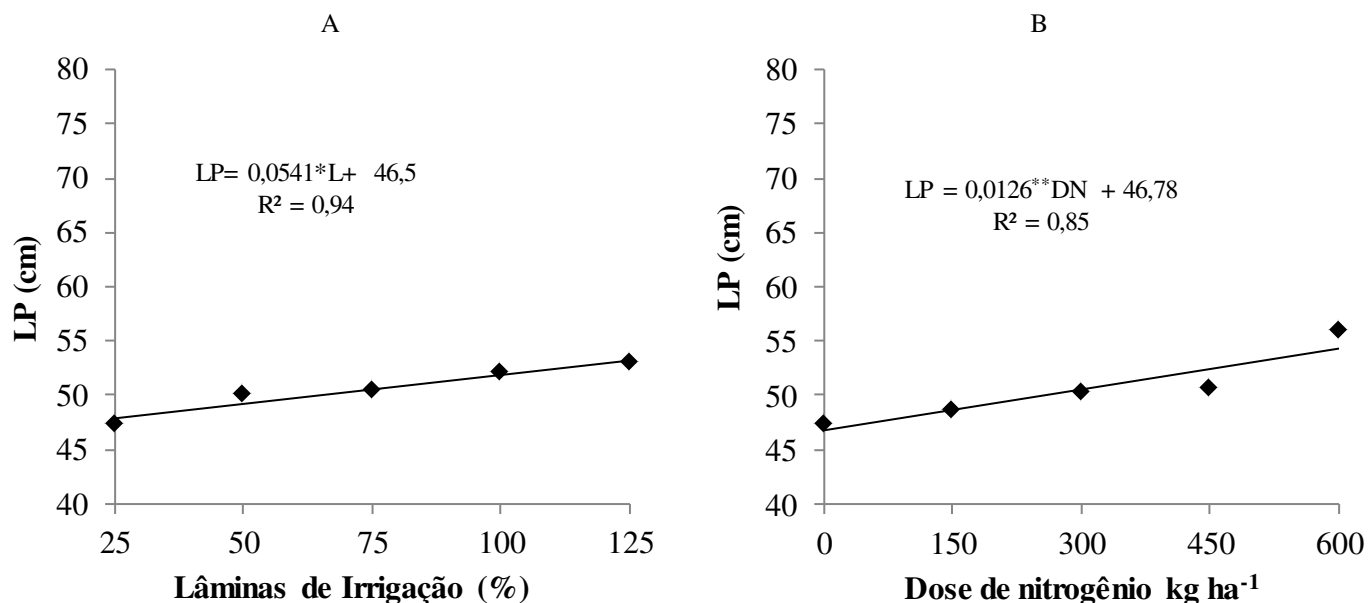 A
80
75
70
65
60
55
50
45
40
LP (cm)
LP= 0,0541*L+ 46,5
R² = 0,94
25 50 75 100 125
Lâminas de Irrigação (%)
B
80
75
70
65
60
55
50
45
40
LP (cm)
LP = 0,0126**DN + 46,78
R² = 0,85
0 150 300 450 600
Dose de nitrogênio kg ha⁻¹